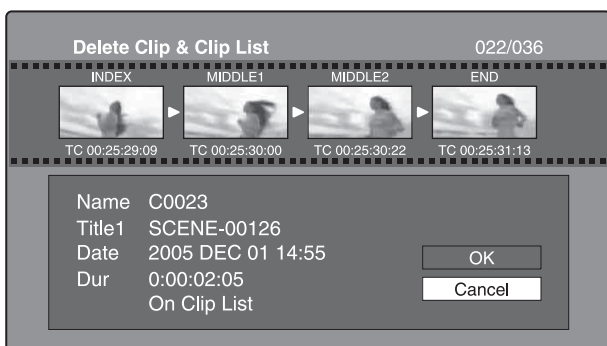 Delete Clip & Clip List 022/036
INDEX MIDDLE1 MIDDLE2 END
TC 00:25:29:09 TC 00:25:30:00 TC 00:25:30:22 TC 00:25:31:13
Name C0023
Title1 SCENE-00126
Date 2005 DEC 01 14:55
Dur 0:00:02:05
On Clip List
OK
Cancel